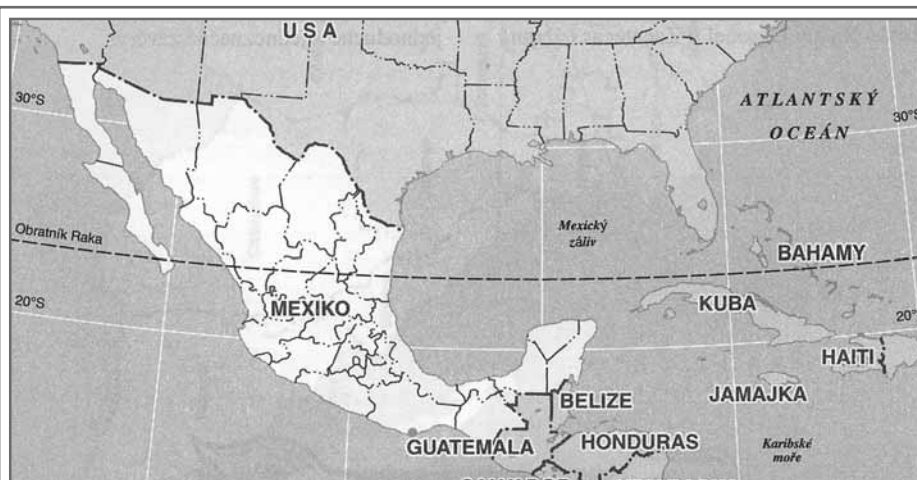 USA
30°S
ATLANTSKÝ
OCEÁN
30°S
Obratník Raka
Mexický
záliv
BAHAMY
20°S
MEXIKO
KUBA
20°S
HAITI
BELIZE
JAMAJKA
GUATEMALA
HONDURAS
Karibské
moře